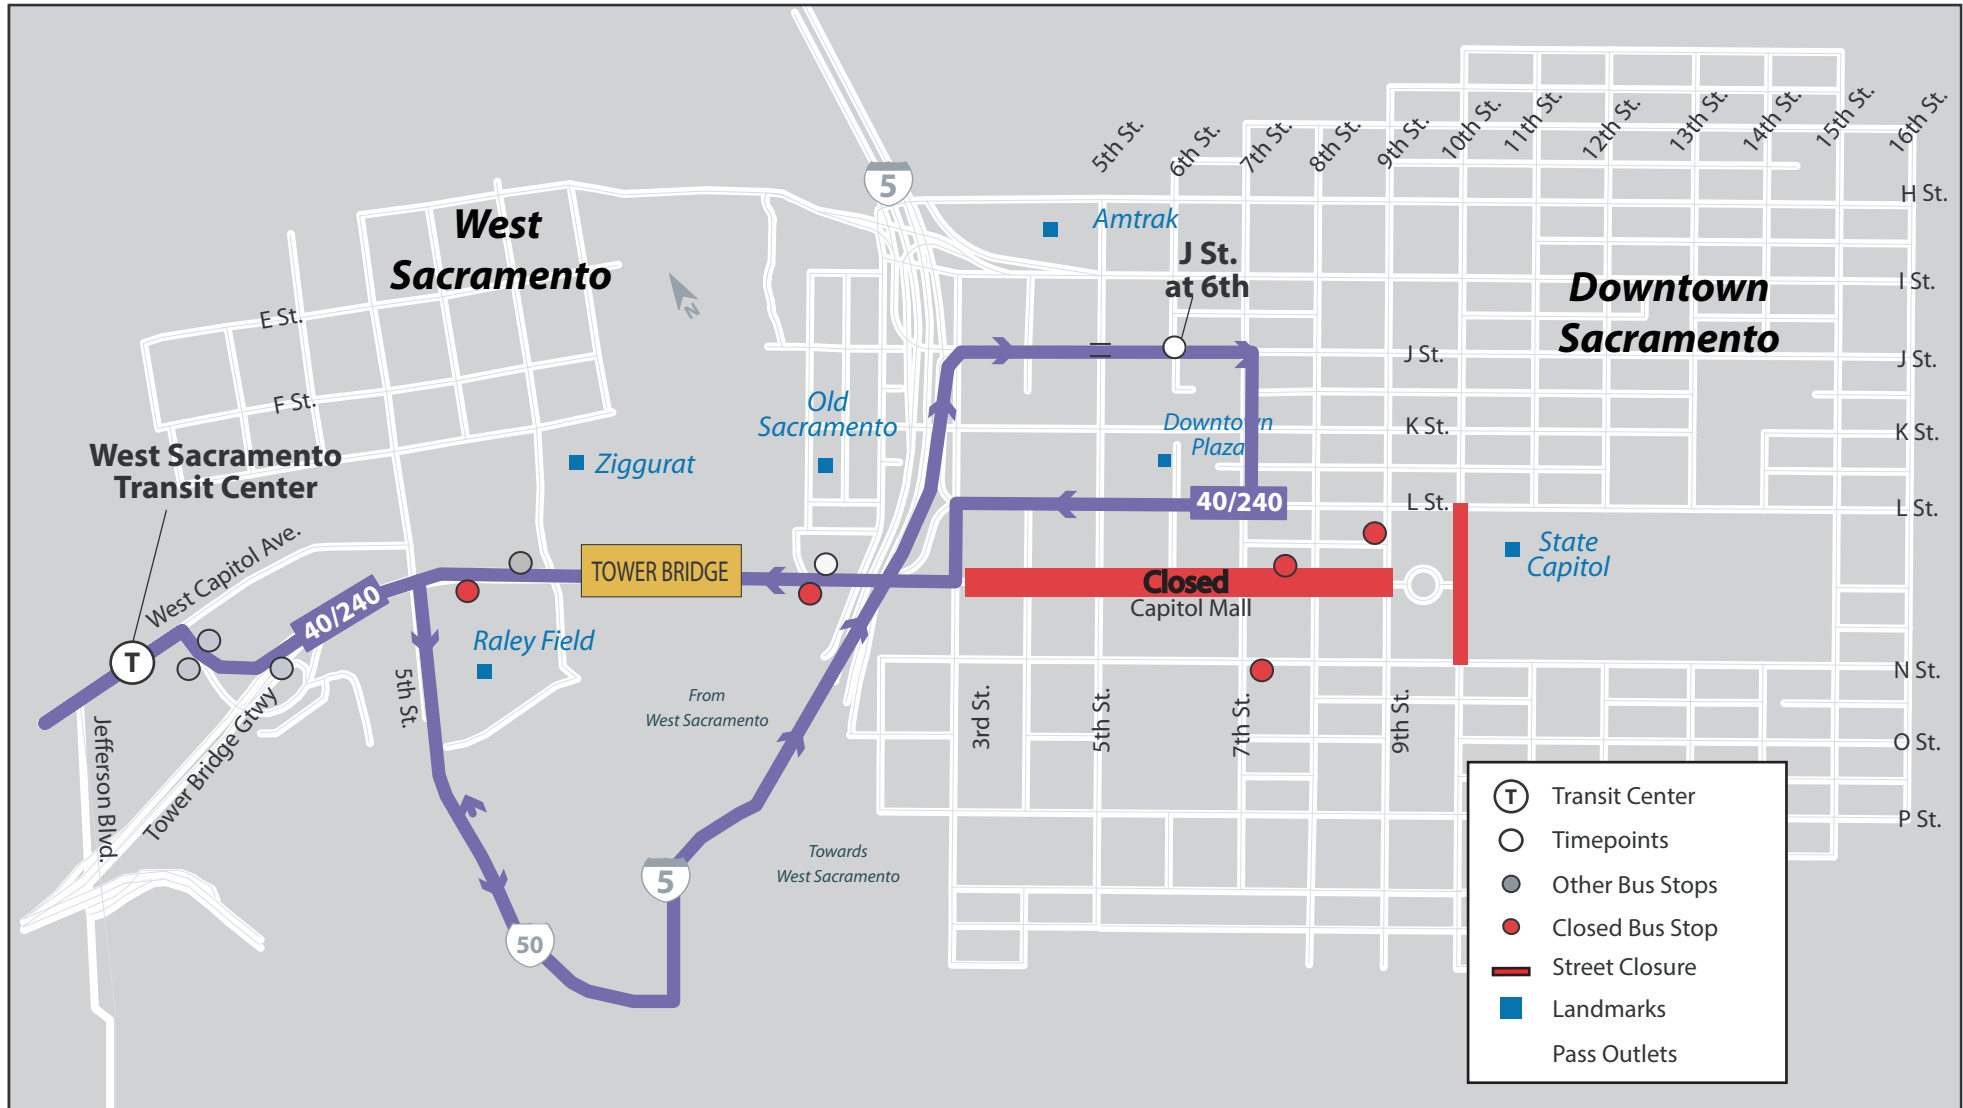 5th St.
6th St.
7th St.
8th St.
9th St.
10th St.
11th St.
12th St.
13th St.
14th St.
15th St.
16th St.
5
H St.
West
Sacramento
Amtrak
J St.
at 6th
I St.
Downtown
Sacramento
N
E St.
J St.
J St.
F St.
Old
Sacramento
Downtown
Plaza
K St.
K St.
West Sacramento
Transit Center
Ziggurat
40/240
L St.
L St.
West Capitol Ave.
TOWER BRIDGE
Closed
Capitol Mall
State
Capitol
40/240
T
Raley Field
N St.
5th St.
From
West Sacramento
3rd St.
5th St.
7th St.
9th St.
Jefferson Blvd.
Tower Bridge Gtwy
O St.
P St.
Towards
West Sacramento
5
50
T
Transit Center
Timepoints
Other Bus Stops
Closed Bus Stop
Street Closure
Landmarks
Pass Outlets